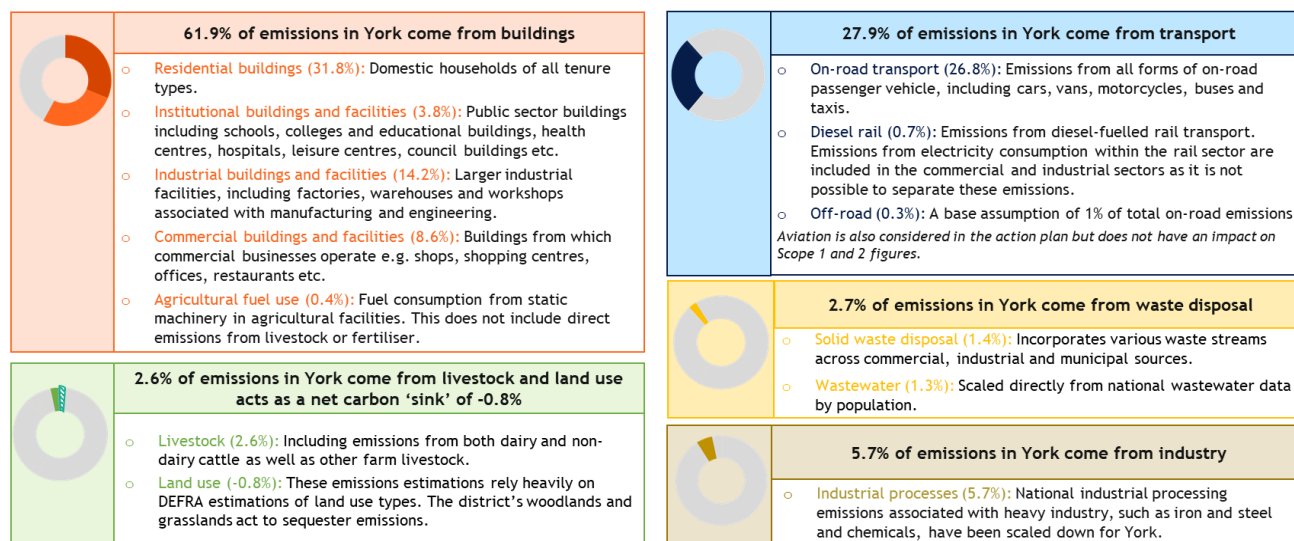 61.9% of emissions in York come from buildings
o Residential buildings (31.8%): Domestic households of all tenure
types.
o Institutional buildings and facilities (3.8%): Public sector buildings
including schools, colleges and educational buildings, health
centres, hospitals, leisure centres, council buildings etc.
o Industrial buildings and facilities (14.2%): Larger industrial
facilities, including factories, warehouses and workshops
associated with manufacturing and engineering.
o Commercial buildings and facilities (8.6%): Buildings from which
commercial businesses operate e.g. shops, shopping centres,
offices, restaurants etc.
o Agricultural fuel use (0.4%): Fuel consumption from static
machinery in agricultural facilities. This does not include direct
emissions from livestock or fertiliser.
2.6% of emissions in York come from livestock and land use
acts as a net carbon ‘sink’ of -0.8%
o Livestock (2.6%): Including emissions from both dairy and non-
dairy cattle as well as other farm livestock.
o Land use (-0.8%): These emissions estimations rely heavily on
DEFRA estimations of land use types. The district’s woodlands and
grasslands act to sequester emissions.
27.9% of emissions in York come from transport
o On-road transport (26.8%): Emissions from all forms of on-road
passenger vehicle, including cars, vans, motorcycles, buses and
taxis.
o Diesel rail (0.7%): Emissions from diesel-fuelled rail transport.
Emissions from electricity consumption within the rail sector are
included in the commercial and industrial sectors as it is not
possible to separate these emissions.
o Off-road (0.3%): A base assumption of 1% of total on-road emissions
Aviation is also considered in the action plan but does not have an impact on
Scope 1 and 2 figures.
2.7% of emissions in York come from waste disposal
o Solid waste disposal (1.4%): Incorporates various waste streams
across commercial, industrial and municipal sources.
o Wastewater (1.3%): Scaled directly from national wastewater data
by population.
5.7% of emissions in York come from industry
o Industrial processes (5.7%): National industrial processing
emissions associated with heavy industry, such as iron and steel
and chemicals, have been scaled down for York.